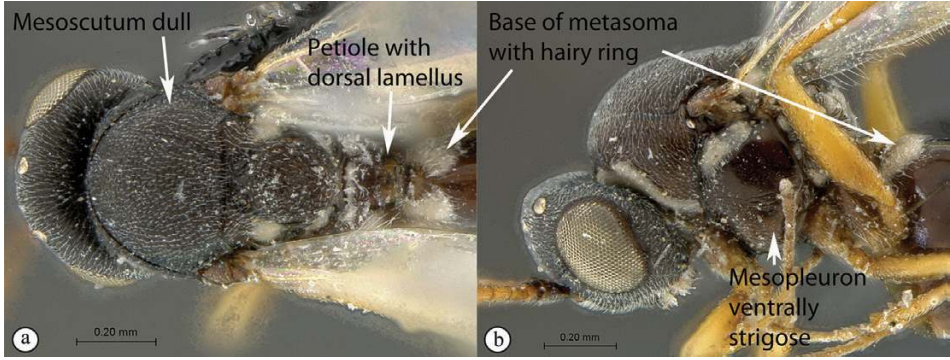 Mesoscutum dull
Petiole with
dorsal lamellus
Base of metasoma
with hairy ring
Mesopleuron
ventrally
strigose
a
0.20 mm
b
0.20 mm